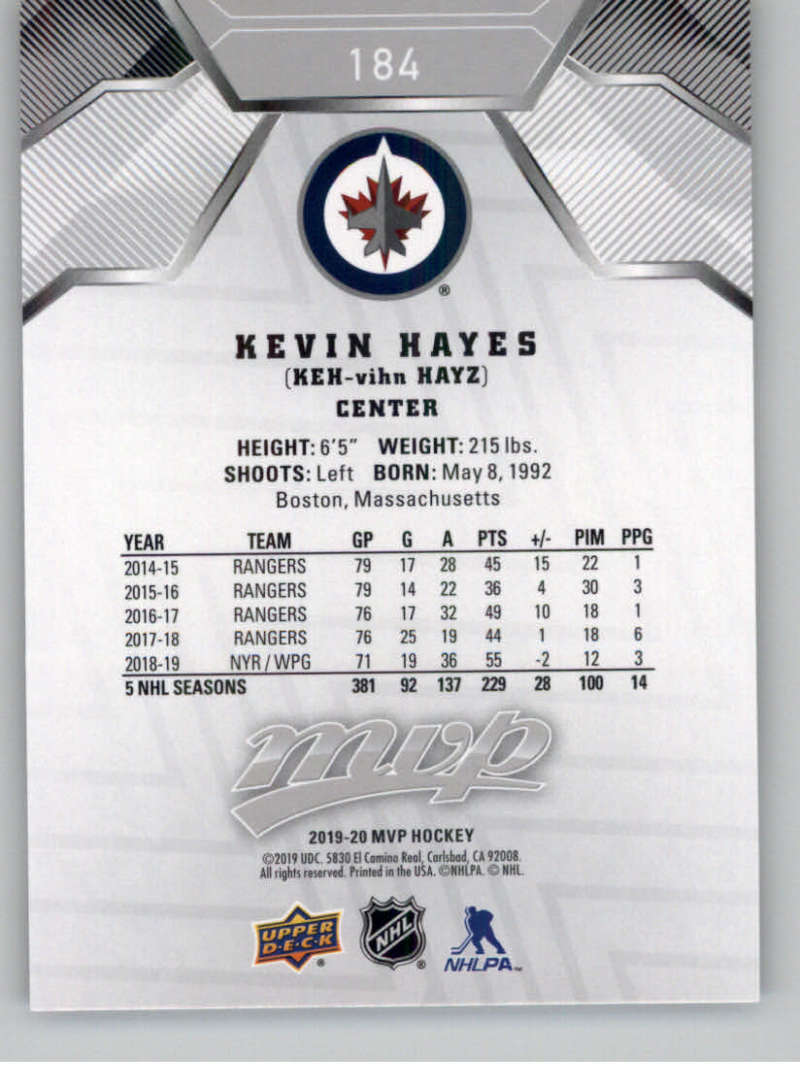 184
®
KEVIN HAYES
(KEH-vihn HAYZ)
CENTER
HEIGHT: 6'5" WEIGHT: 215 lbs.
SHOOTS: Left BORN: May 8, 1992
Boston, Massachusetts
YEAR TEAM GP G A PTS +/- PIM PPG
2014-15 RANGERS 79 17 28 45 15 22 1
2015-16 RANGERS 79 14 22 36 4 30 3
2016-17 RANGERS 76 17 32 49 10 18 1
2017-18 RANGERS 76 25 19 44 1 18 6
2018-19 NYR / WPG 71 19 36 55 -2 12 3
5 NHL SEASONS 381 92 137 229 28 100 14
mvp
2019-20 MVP HOCKEY
©2019 UDC. 5830 El Camino Real, Carlsbad, CA 92008.
All rights reserved. Printed in the USA. ©NHLPA. © NHL.
UPPER D·E·C·K ® NHL ® NHLPA™